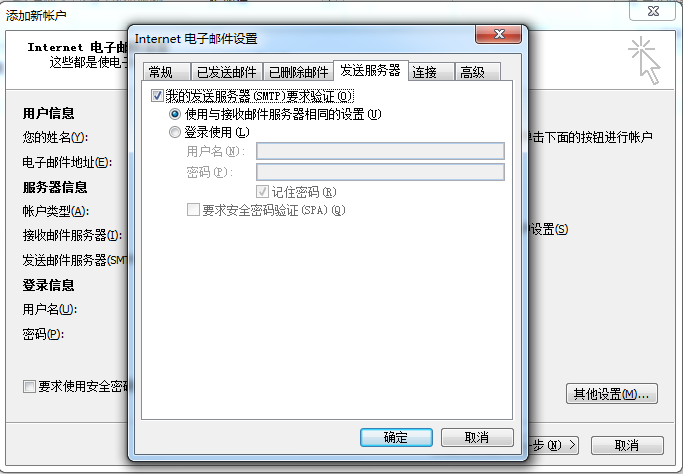 添加新帐户
Internet 电子邮件设置
Internet 电子邮
这些都是使电子
常规 已发送邮件 已删除邮件 发送服务器 连接 高级
我的发送服务器(SMTP)要求验证(O)
使用与接收邮件服务器相同的设置(U)
登录使用(L)
用户名(N):
密码(P):
记住密码(R)
要求安全密码验证(SPA)(Q)
确定 取消
用户信息
您的姓名(Y):
电子邮件地址(E):
服务器信息
帐户类型(A):
接收邮件服务器(I):
发送邮件服务器(SMT
登录信息
用户名(U):
密码(P):
要求使用安全密码
击下面的按钮进行帐户
设置(S)
其他设置(M)...
步(N) >
取消